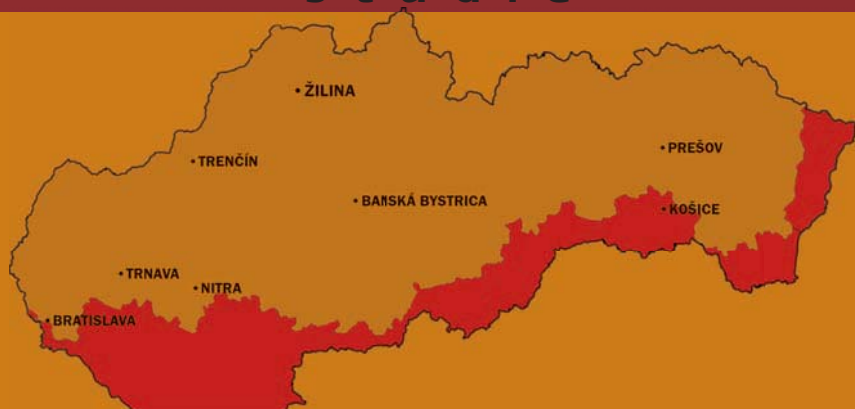 ŽILINA
PREŠOV
TRENČÍN
BANSKÁ BYSTRICA
KOŠICE
TRNAVA
NITRA
BRATISLAVA